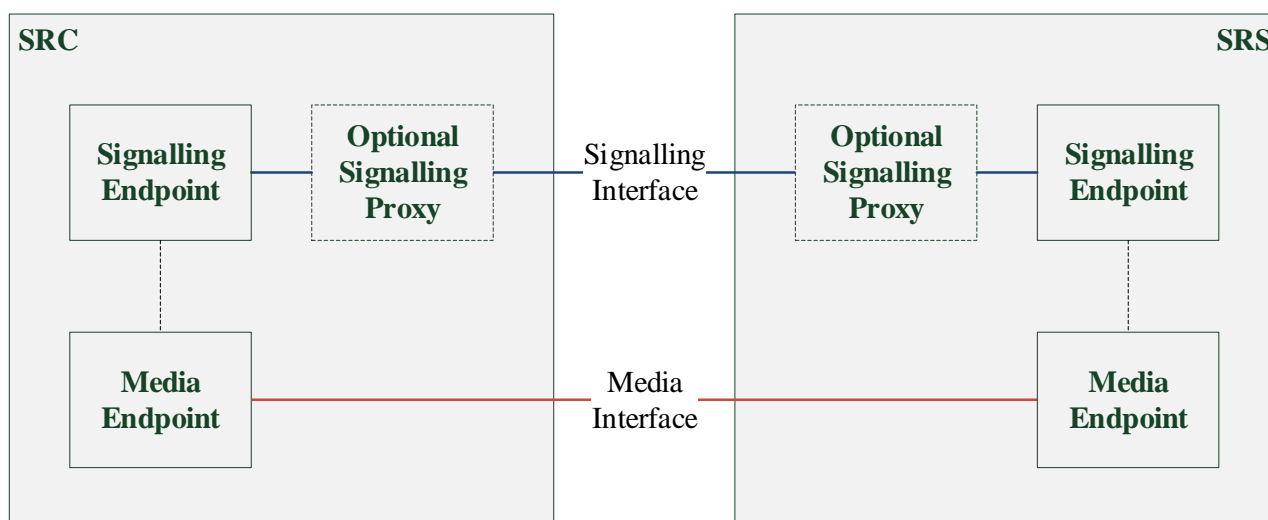 SRC
SRS
Signalling
Endpoint
Optional
Signalling
Proxy
Signalling
Interface
Optional
Signalling
Proxy
Signalling
Endpoint
Media
Endpoint
Media
Interface
Media
Endpoint